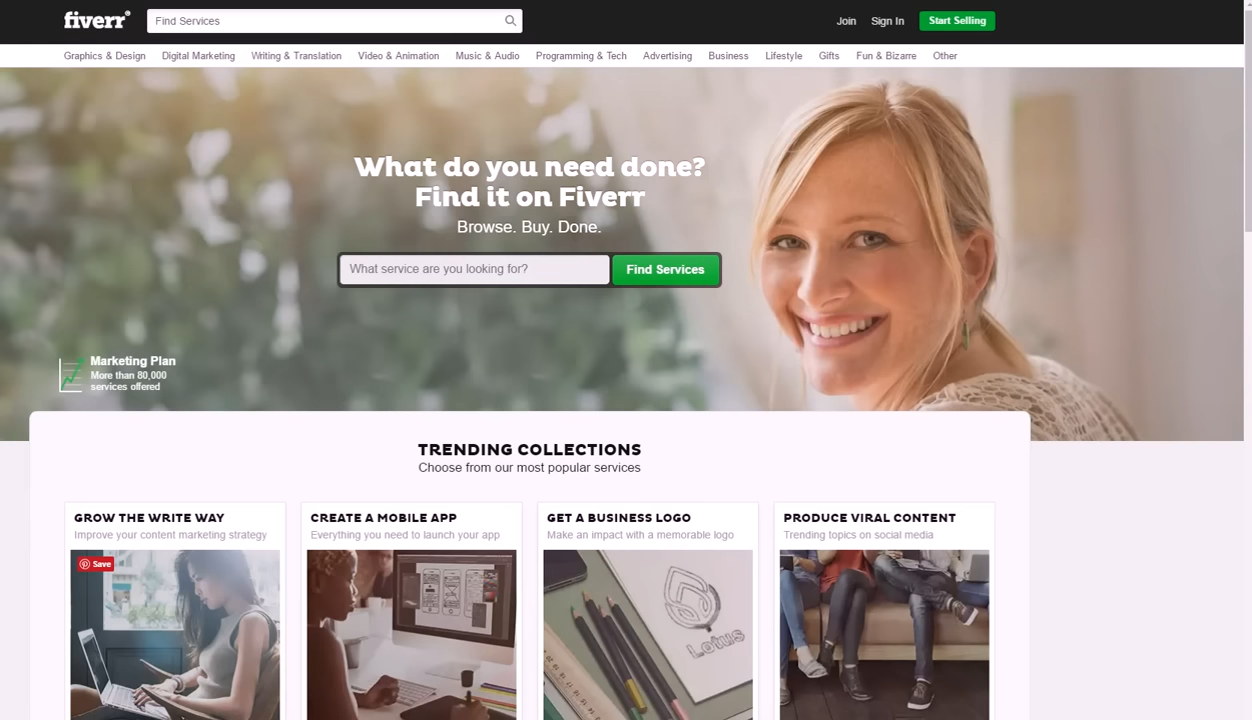 fiverr®
Find Services
Join Sign In Start Selling
Graphics & Design Digital Marketing Writing & Translation Video & Animation Music & Audio Programming & Tech Advertising Business Lifestyle Gifts Fun & Bizarre Other
What do you need done?
Find it on Fiverr
Browse. Buy. Done.
What service are you looking for? Find Services
Marketing Plan
More than 80,000
services offered
TRENDING COLLECTIONS
Choose from our most popular services
GROW THE WRITE WAY
Improve your content marketing strategy
Save
CREATE A MOBILE APP
Everything you need to launch your app
GET A BUSINESS LOGO
Make an impact with a memorable logo
Lotus
PRODUCE VIRAL CONTENT
Trending topics on social media